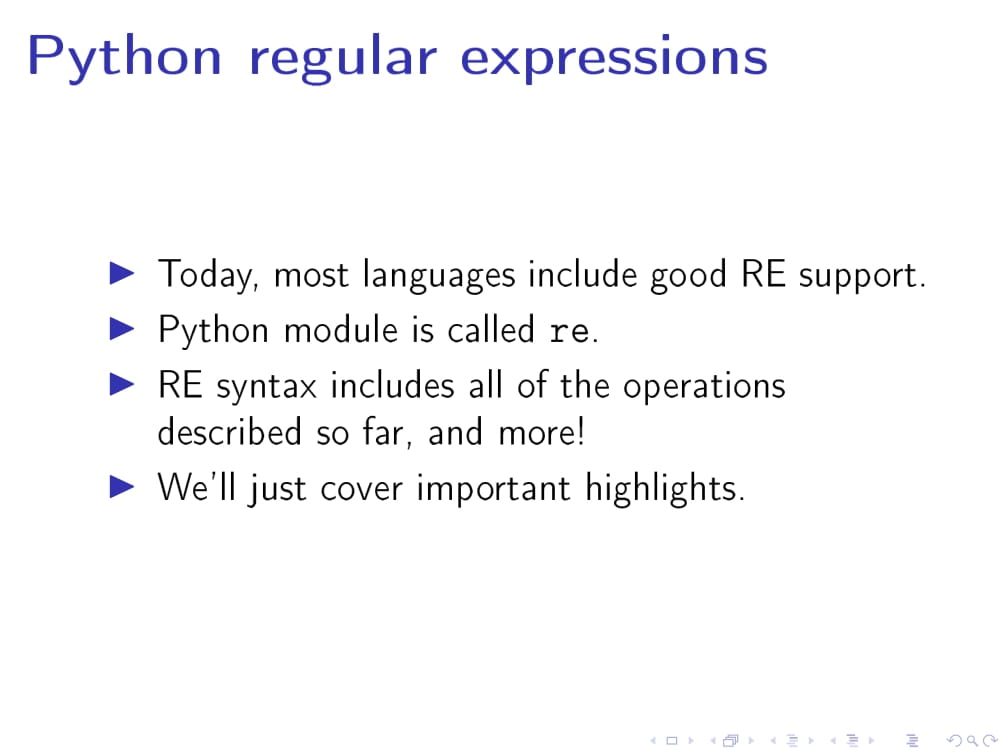 Python regular expressions
Today, most languages include good RE support.
Python module is called re.
RE syntax includes all of the operations
described so far, and more!
We'll just cover important highlights.